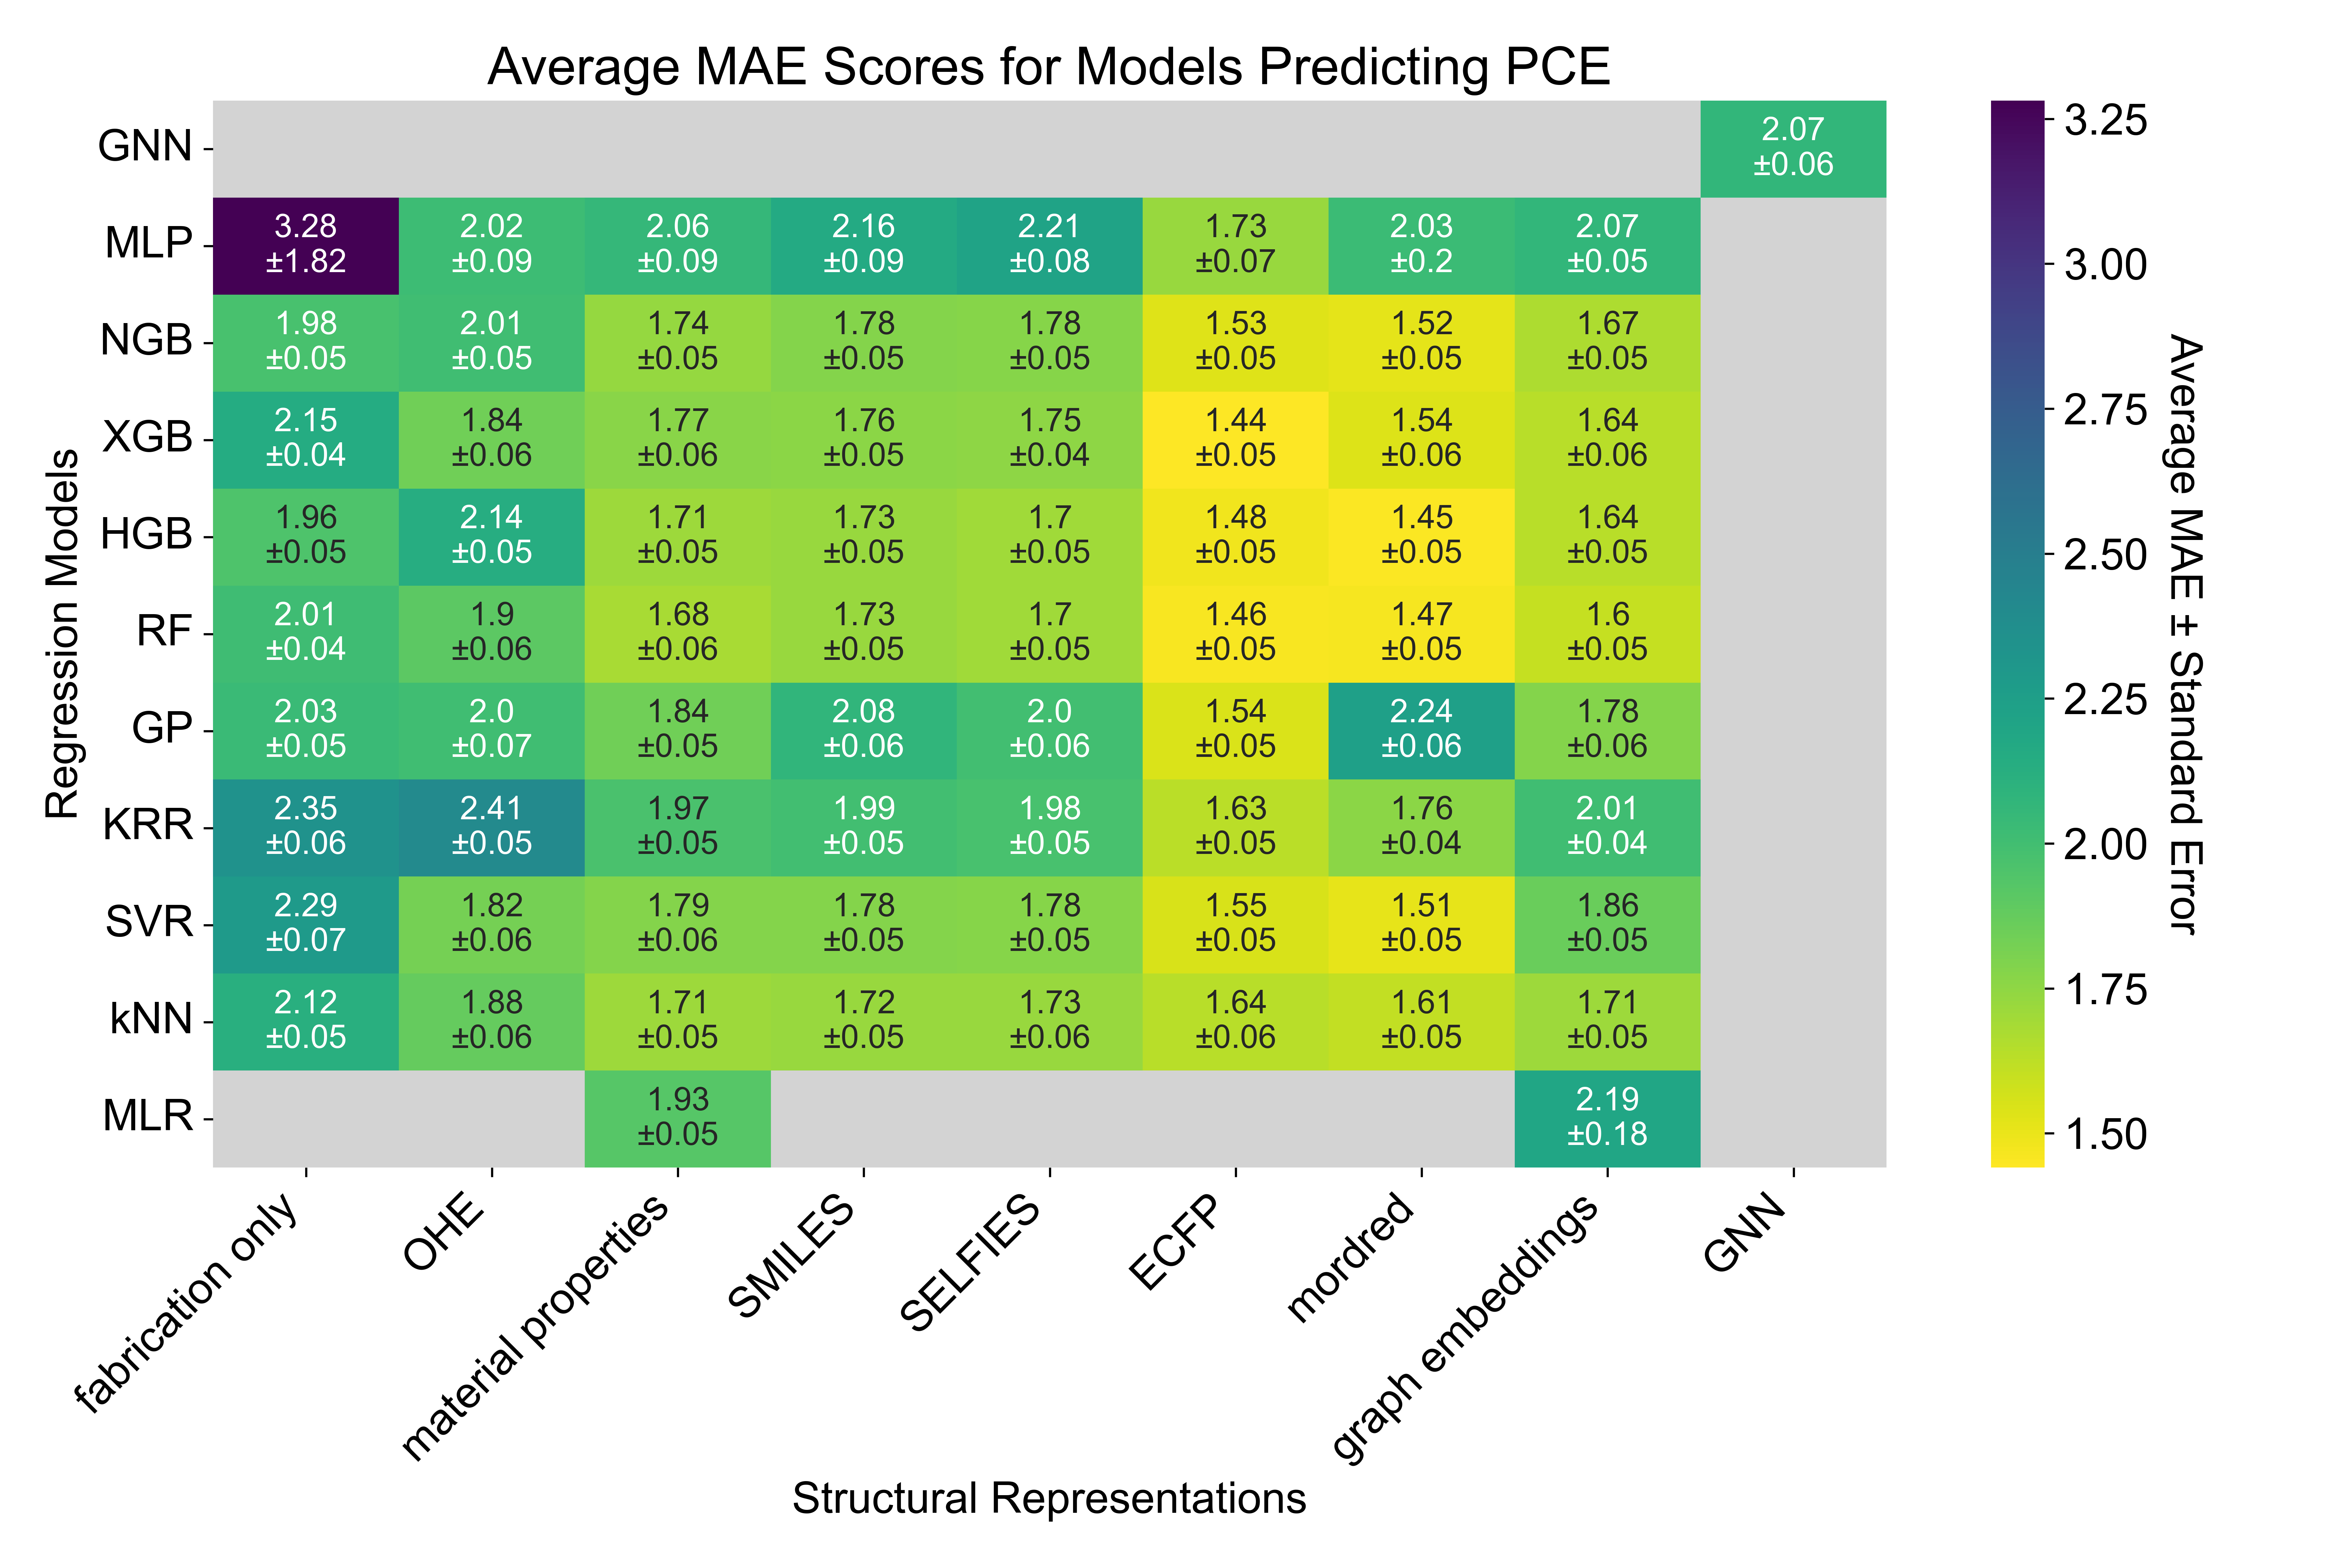 Average MAE Scores for Models Predicting PCE
Regression Models
GNN
2.07
±0.06
MLP
3.28 2.02 2.06 2.16 2.21 1.73 2.03 2.07
±1.82 ±0.09 ±0.09 ±0.09 ±0.08 ±0.07 ±0.2 ±0.05
NGB
1.98 2.01 1.74 1.78 1.78 1.53 1.52 1.67
±0.05 ±0.05 ±0.05 ±0.05 ±0.05 ±0.05 ±0.05 ±0.05
XGB
2.15 1.84 1.77 1.76 1.75 1.44 1.54 1.64
±0.04 ±0.06 ±0.06 ±0.05 ±0.04 ±0.05 ±0.06 ±0.06
HGB
1.96 2.14 1.71 1.73 1.7 1.48 1.45 1.64
±0.05 ±0.05 ±0.05 ±0.05 ±0.05 ±0.05 ±0.05 ±0.05
RF
2.01 1.9 1.68 1.73 1.7 1.46 1.47 1.6
±0.04 ±0.06 ±0.06 ±0.05 ±0.05 ±0.05 ±0.05 ±0.05
GP
2.03 2.0 1.84 2.08 2.0 1.54 2.24 1.78
±0.05 ±0.07 ±0.05 ±0.06 ±0.06 ±0.05 ±0.06 ±0.06
KRR
2.35 2.41 1.97 1.99 1.98 1.63 1.76 2.01
±0.06 ±0.05 ±0.05 ±0.05 ±0.05 ±0.05 ±0.04 ±0.04
SVR
2.29 1.82 1.79 1.78 1.78 1.55 1.51 1.86
±0.07 ±0.06 ±0.06 ±0.05 ±0.05 ±0.05 ±0.05 ±0.05
kNN
2.12 1.88 1.71 1.72 1.73 1.64 1.61 1.71
±0.05 ±0.06 ±0.05 ±0.05 ±0.06 ±0.06 ±0.05 ±0.05
MLR
1.93 2.19
±0.05 ±0.18
fabrication only
OHE
material properties
SMILES
SELFIES
ECFP
mordred
graph embeddings
GNN
Structural Representations
3.25
3.00
2.75
2.50
2.25
2.00
1.75
1.50
Average MAE ± Standard Error